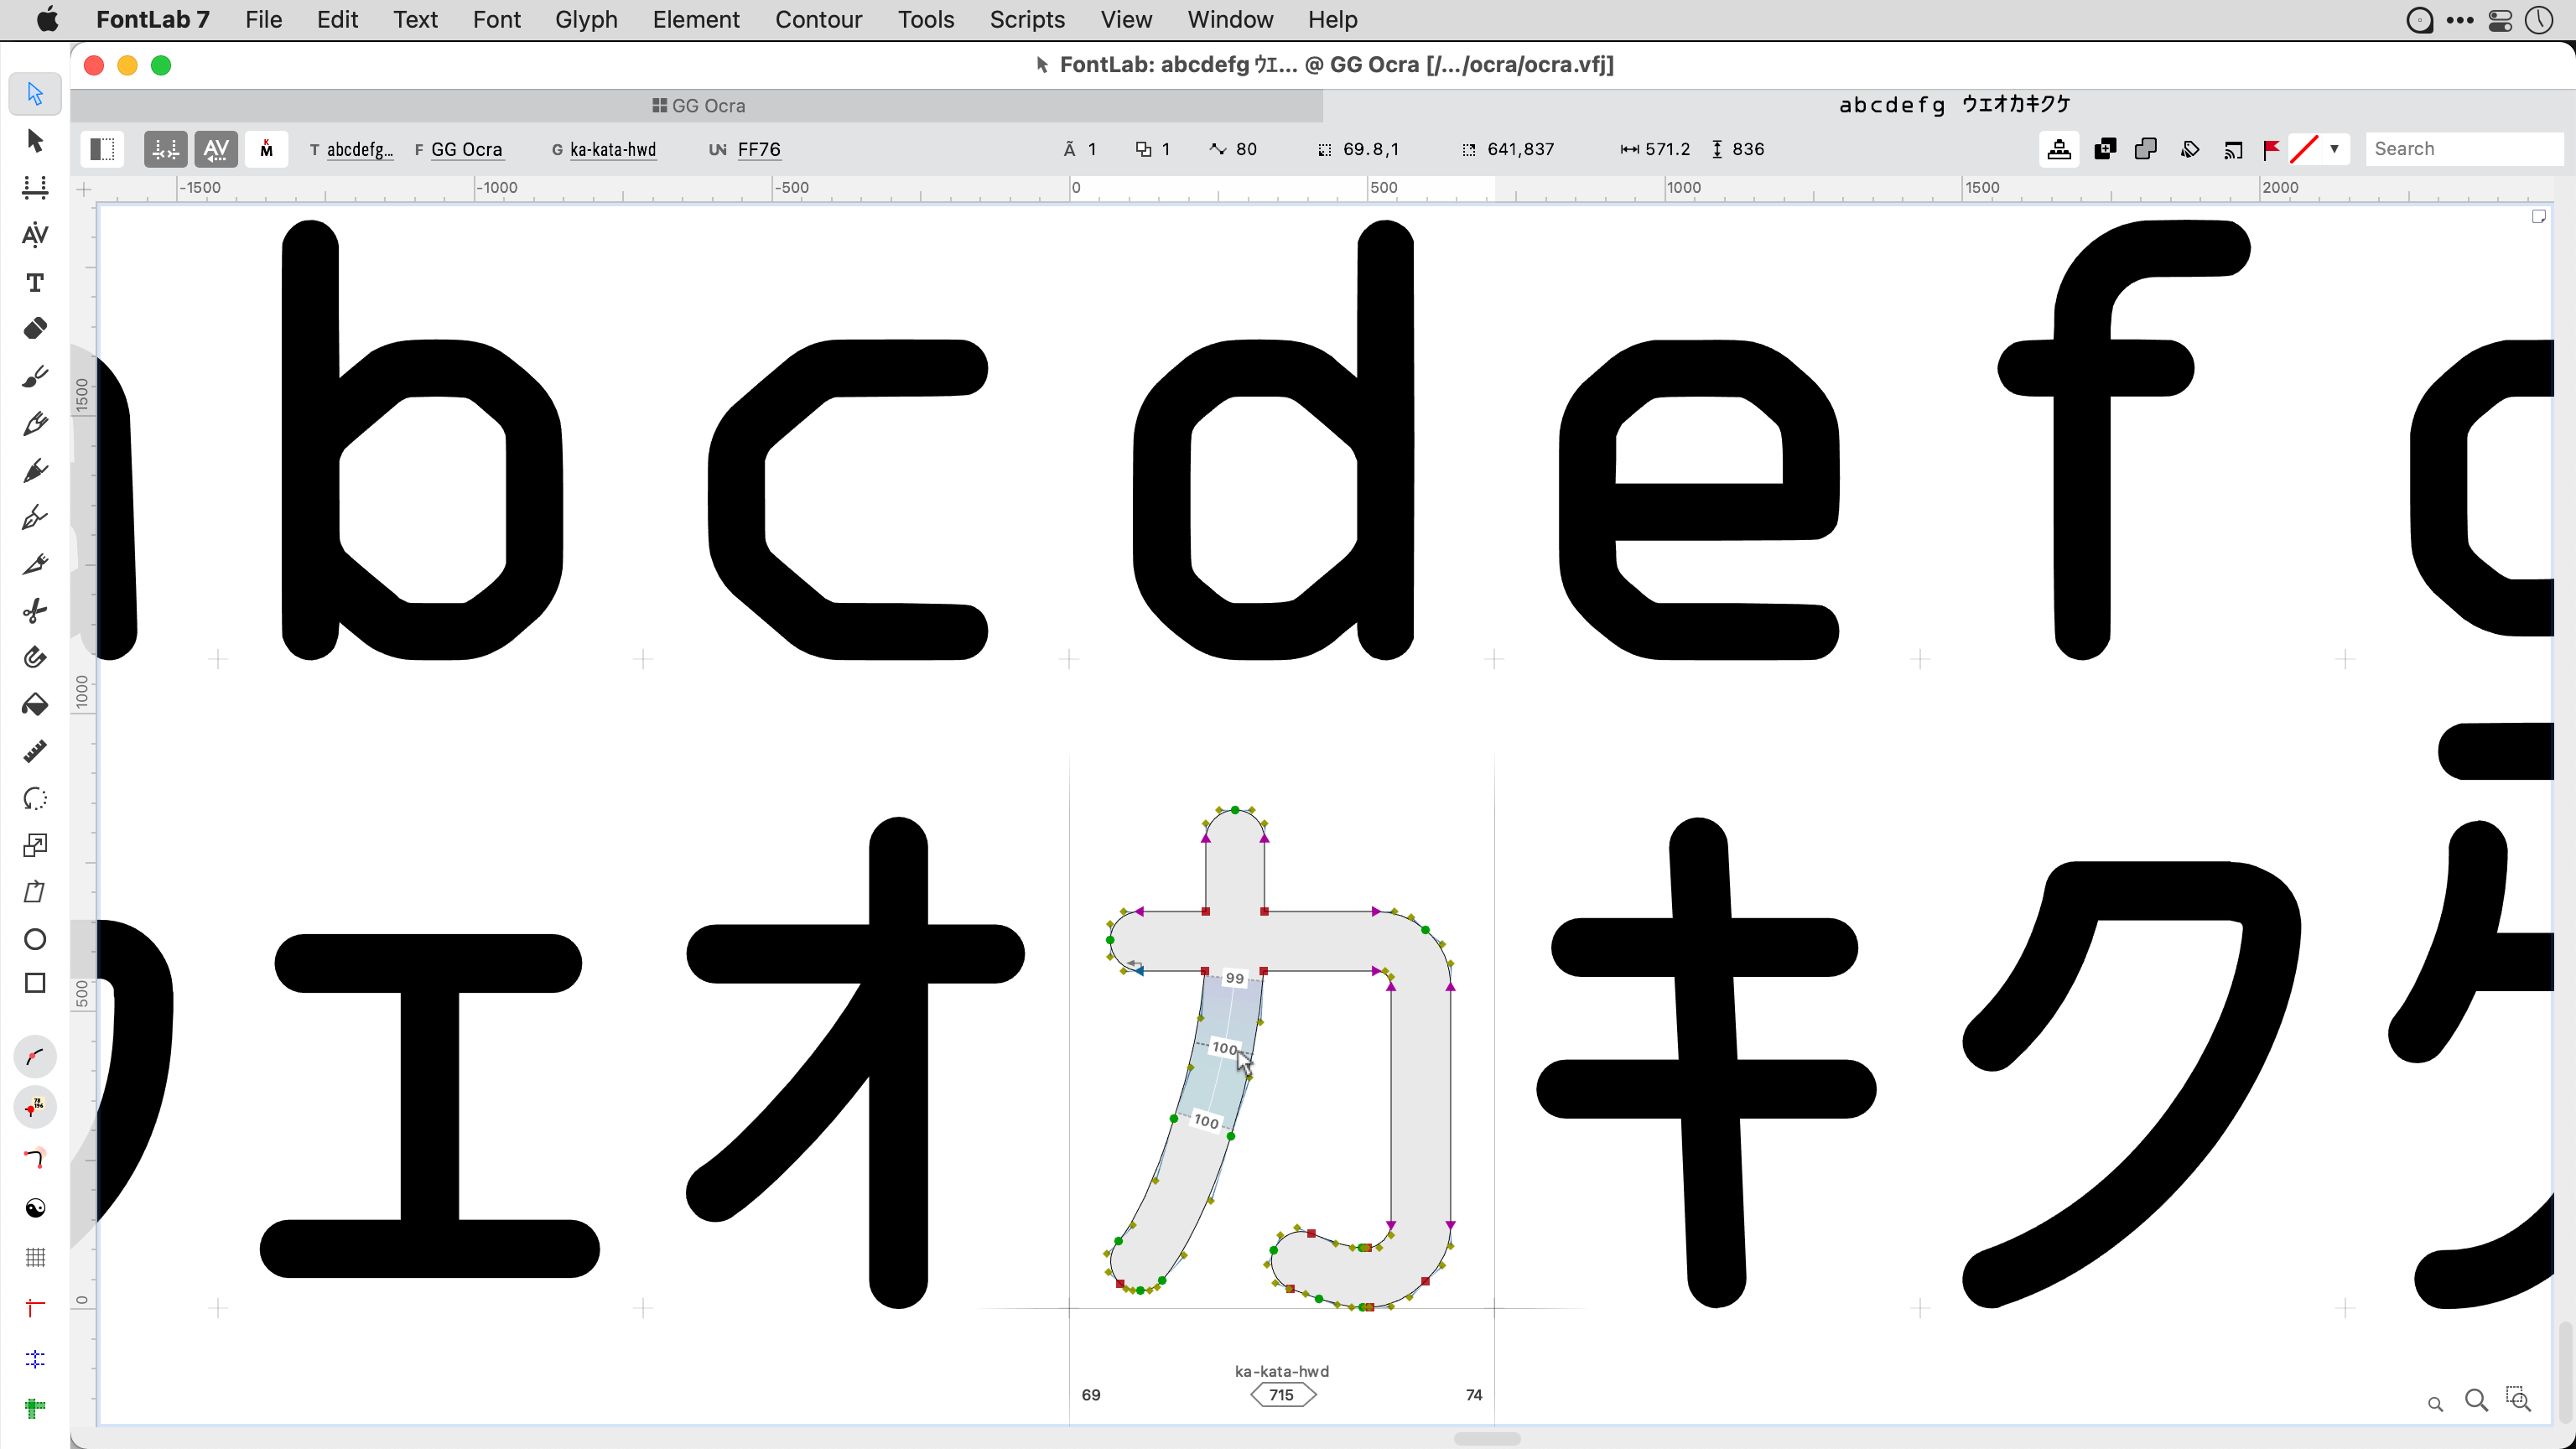 FontLab 7 File Edit Text Font Glyph Element Contour Tools Scripts View Window Help
FontLab: abcdefg ｳｴ... @ GG Ocra [/.../ocra/ocra.vfj]
GG Ocra
abcdefg ｳｴｵｶｷｸｹ
T abcdefg... F GG Ocra G ka-kata-hwd UN FF76 Ã 1 1 80 69.8,1 641,837 571.2 836 Search
-1500 -1000 -500 0 500 1000 1500 2000
1500
1000
500
0
b c d e f
ｴ ｵ ｶ ｷ ｸ
99
100
100
ka-kata-hwd
69 715 74